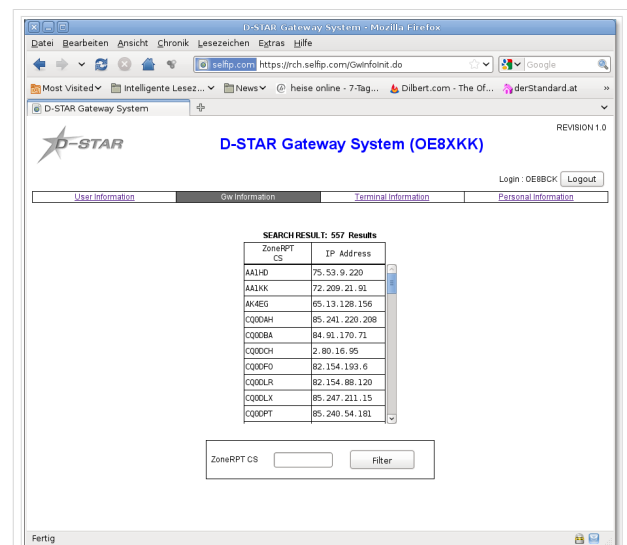 D-STAR Gateway System - Mozilla Firefox
Datei Bearbeiten Ansicht Chronik Lesezeichen Extras Hilfe
selfip.com https://rch.selfip.com/GwInfoInit.do Google
Most Visited Intelligente Lesez... News heise online - 7-Tag... Dilbert.com - The Of... derStandard.at »
D-STAR Gateway System
REVISION 1.0
D-STAR
D-STAR Gateway System (OE8XKK)
Login : OE8BCK Logout
User Information Gw Information Terminal Information Personal Information
SEARCH RESULT: 557 Results
ZoneRPT CS IP Address
AA1HD 75.53.9.220
AA1KK 72.209.21.91
AK4EG 65.13.128.156
CQ0DAH 85.241.220.208
CQ0DBA 84.91.170.71
CQ0DCH 2.80.16.95
CQ0DFO 82.154.193.6
CQ0DLR 82.154.88.120
CQ0DLX 85.247.211.15
CQ0DPT 85.240.54.181
ZoneRPT CS Filter
Fertig